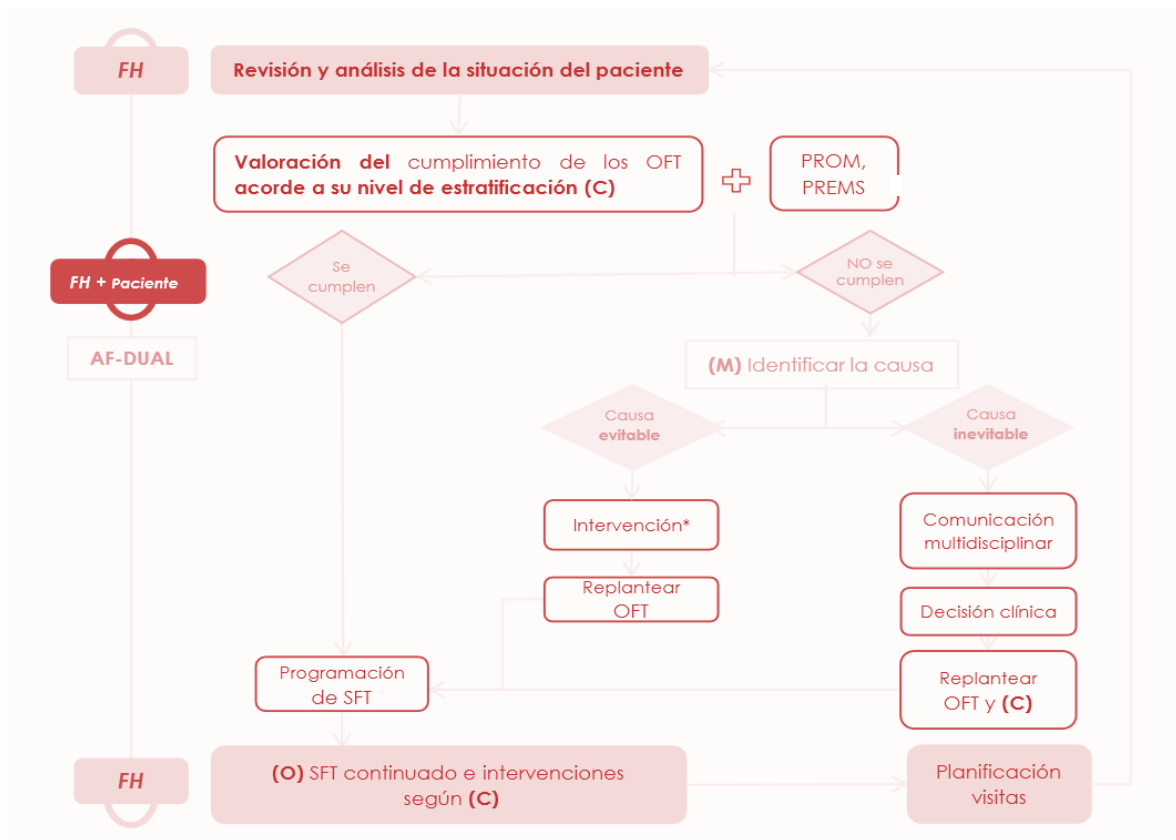 FH
Revisión y análisis de la situación del paciente
Valoración del cumplimiento de los OFT
acorde a su nivel de estratificación (C)
PROM,
PREMS
Se
cumplen
NO se
cumplen
FH + Paciente
AF-DUAL
(M) Identificar la causa
Causa
evitable
Causa
inevitable
Intervención*
Comunicación
multidisciplinar
Replantear
OFT
Decisión clínica
Programación
de SFT
Replantear
OFT y (C)
FH
(O) SFT continuado e intervenciones
según (C)
Planificación
visitas